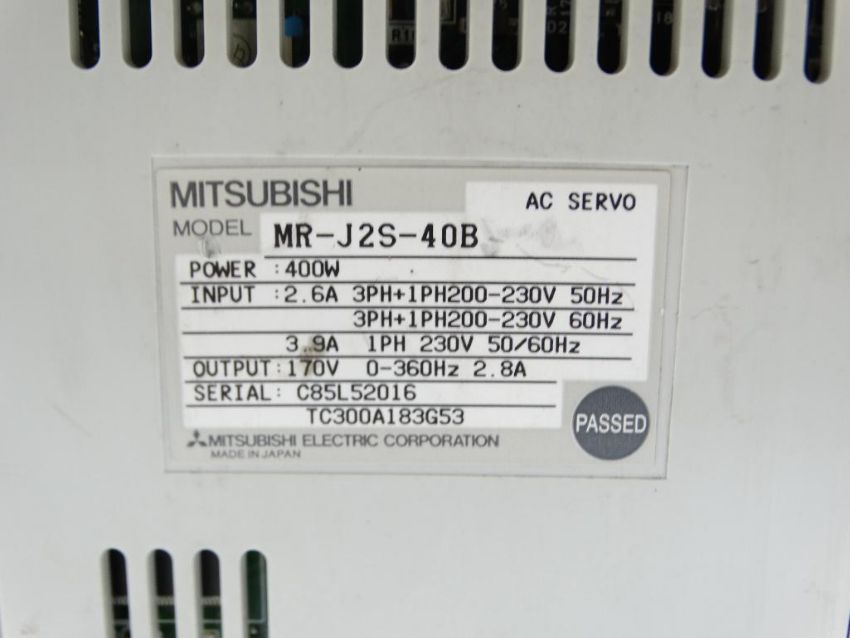 MITSUBISHI
AC SERVO
MODEL MR-J2S-40B
POWER :400W
INPUT :2.6A 3PH+1PH200-230V 50Hz
3PH+1PH200-230V 60Hz
3.9A 1PH 230V 50/60Hz
OUTPUT:170V 0-360Hz 2.8A
SERIAL: C85L52016
TC300A183G53
PASSED
MITSUBISHI ELECTRIC CORPORATION
MADE IN JAPAN